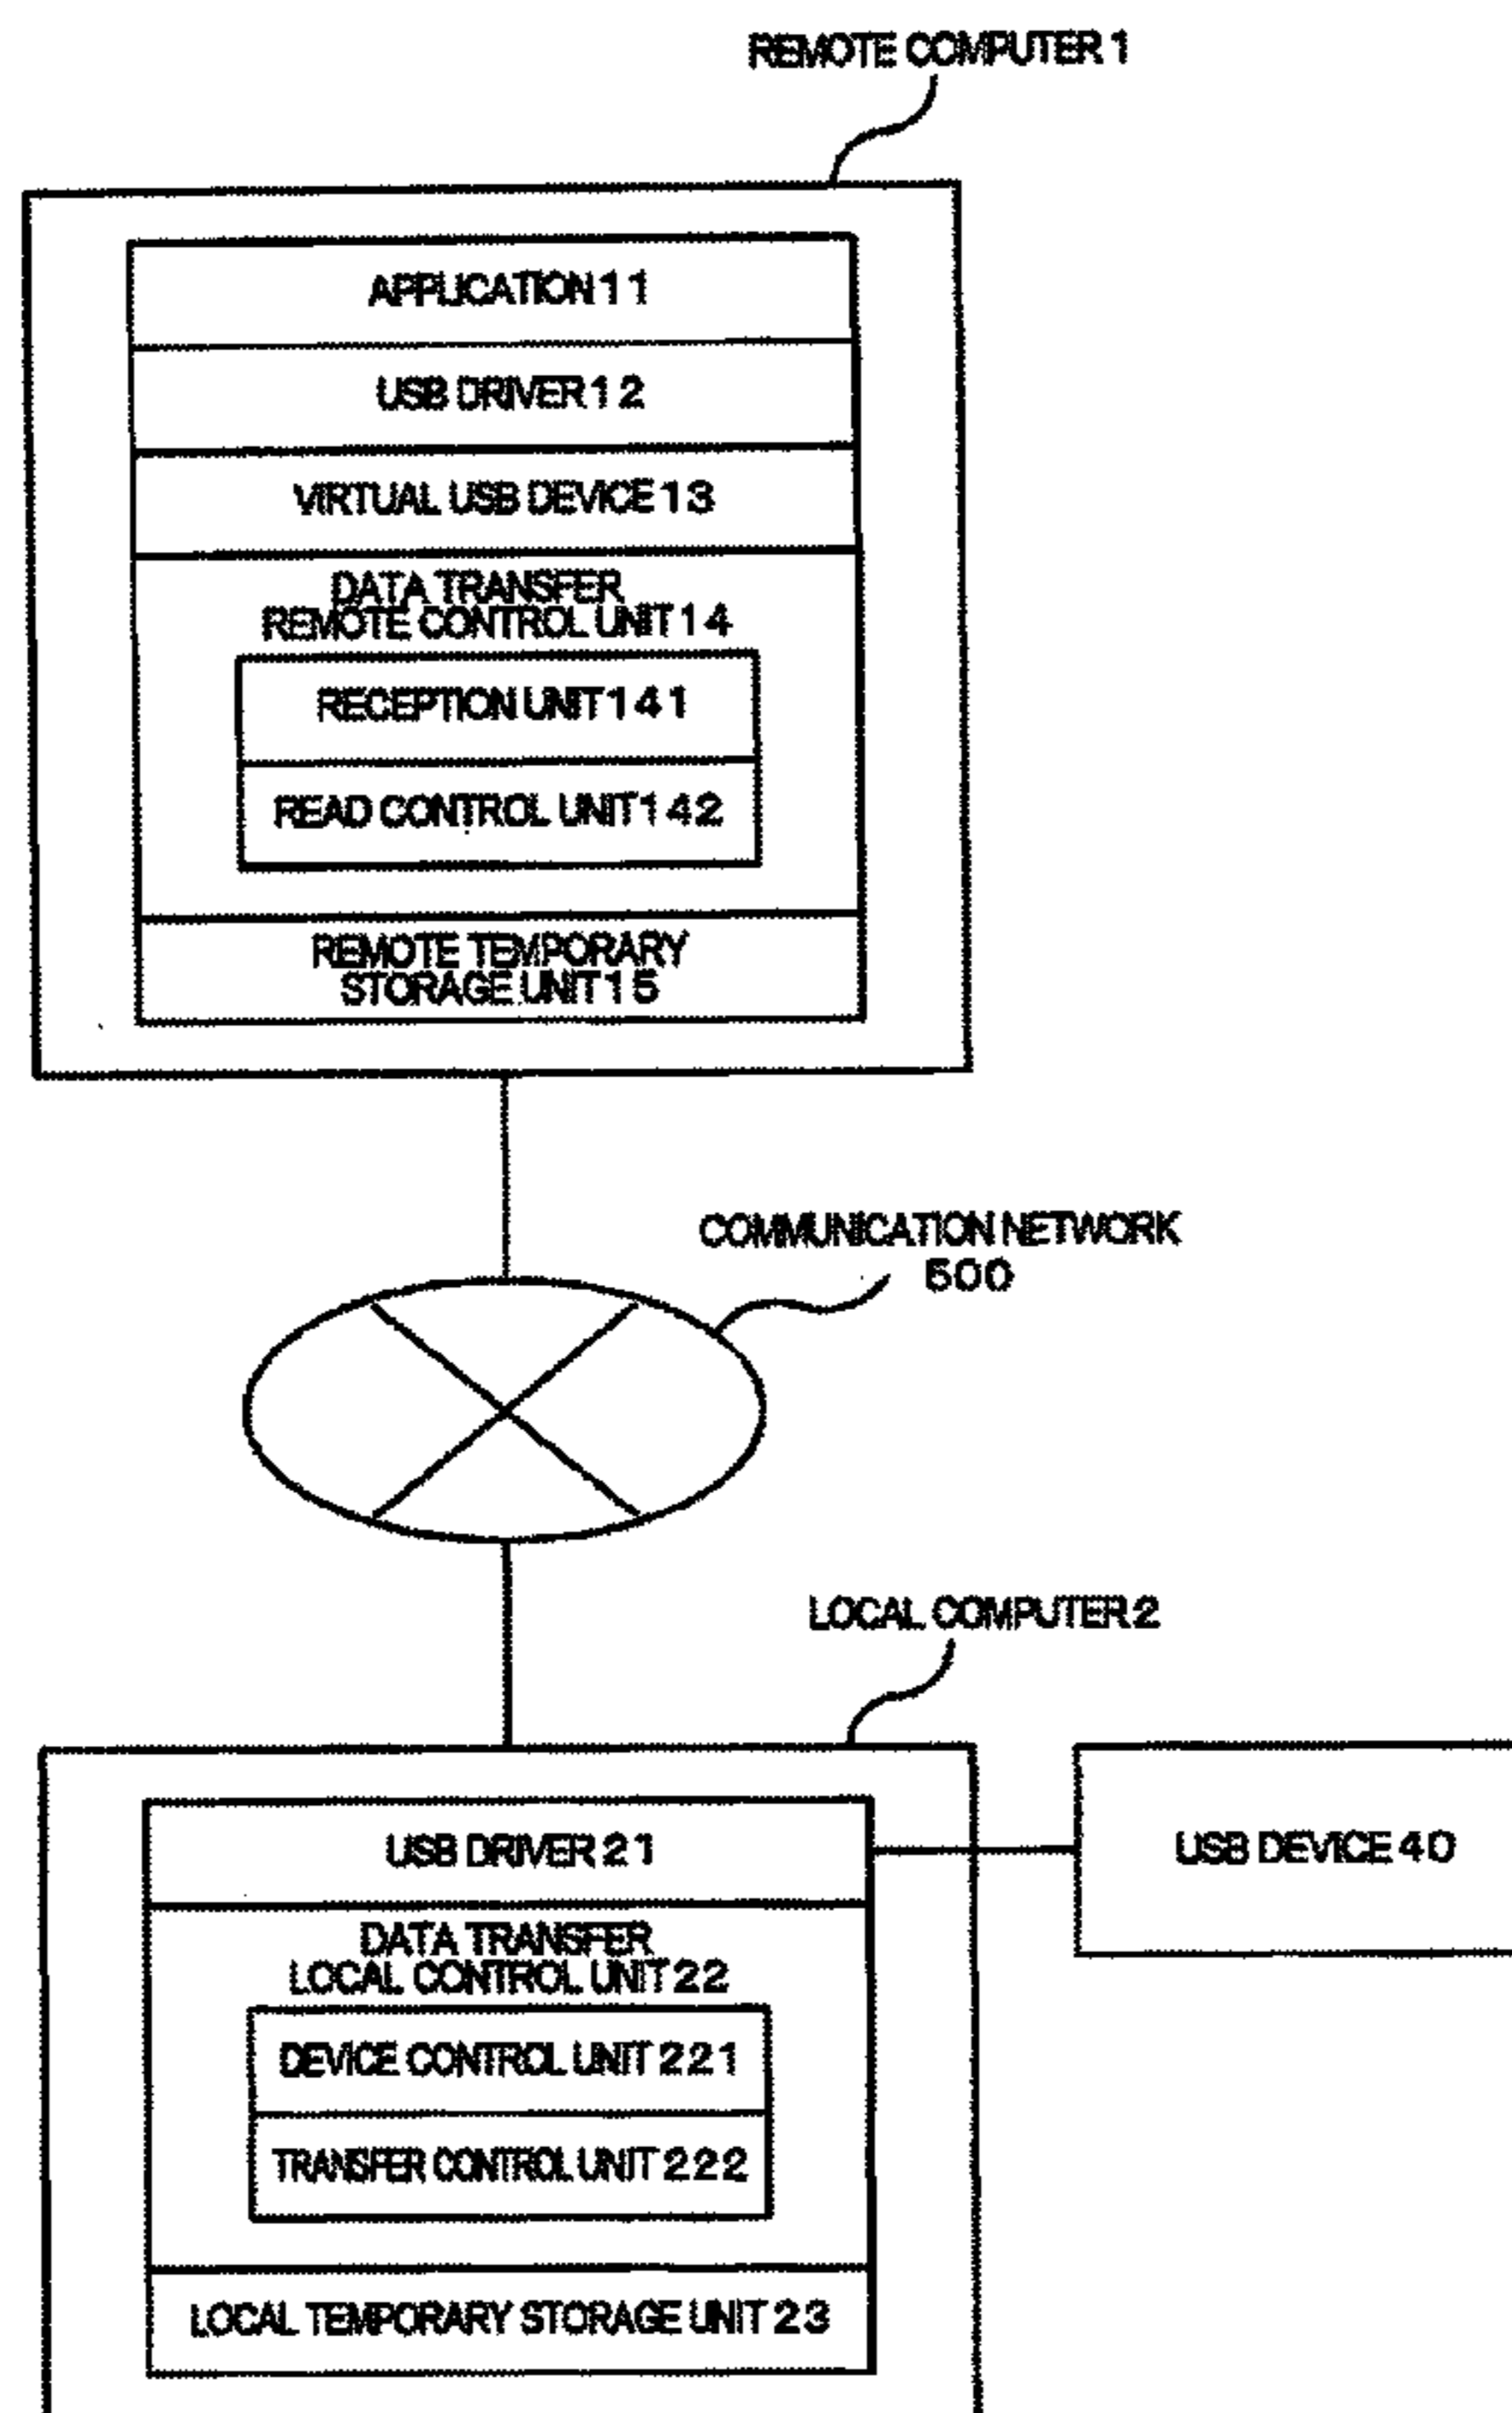 REMOTE COMPUTER 1
APPLICATION 11
USB DRIVER 12
VIRTUAL USB DEVICE 13
DATA TRANSFER
REMOTE CONTROL UNIT 14
RECEPTION UNIT 141
READ CONTROL UNIT 142
REMOTE TEMPORARY
STORAGE UNIT 15
COMMUNICATION NETWORK
500
LOCAL COMPUTER 2
USB DRIVER 21
USB DEVICE 40
DATA TRANSFER
LOCAL CONTROL UNIT 22
DEVICE CONTROL UNIT 221
TRANSFER CONTROL UNIT 222
LOCAL TEMPORARY STORAGE UNIT 23